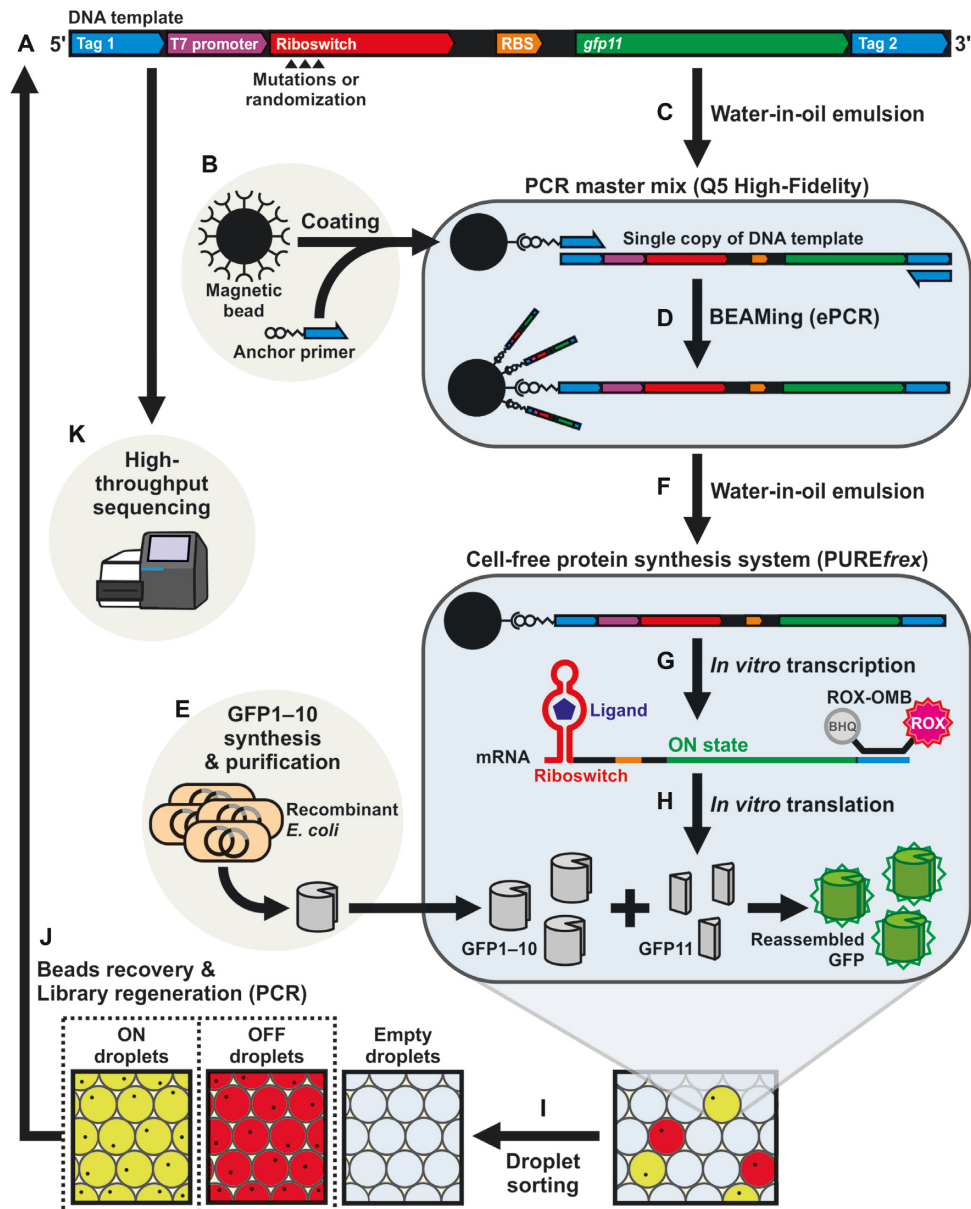 DNA template
A
5'
Tag 1
T7 promoter
Riboswitch
RBS
gfp11
Tag 2
3'
Mutations or
randomization
C
Water-in-oil emulsion
B
Coating
Magnetic
bead
Anchor primer
PCR master mix (Q5 High-Fidelity)
Single copy of DNA template
D
BEAMing (ePCR)
K
High-
throughput
sequencing
F
Water-in-oil emulsion
Cell-free protein synthesis system (PUREfrex)
G
In vitro transcription
Ligand
ROX-OMB
BHQ
ROX
mRNA
ON state
Riboswitch
E
GFP1–10
synthesis
& purification
Recombinant
E. coli
H
In vitro translation
GFP1–10
GFP11
Reassembled
GFP
J
Beads recovery &
Library regeneration (PCR)
ON
droplets
OFF
droplets
Empty
droplets
I
Droplet
sorting